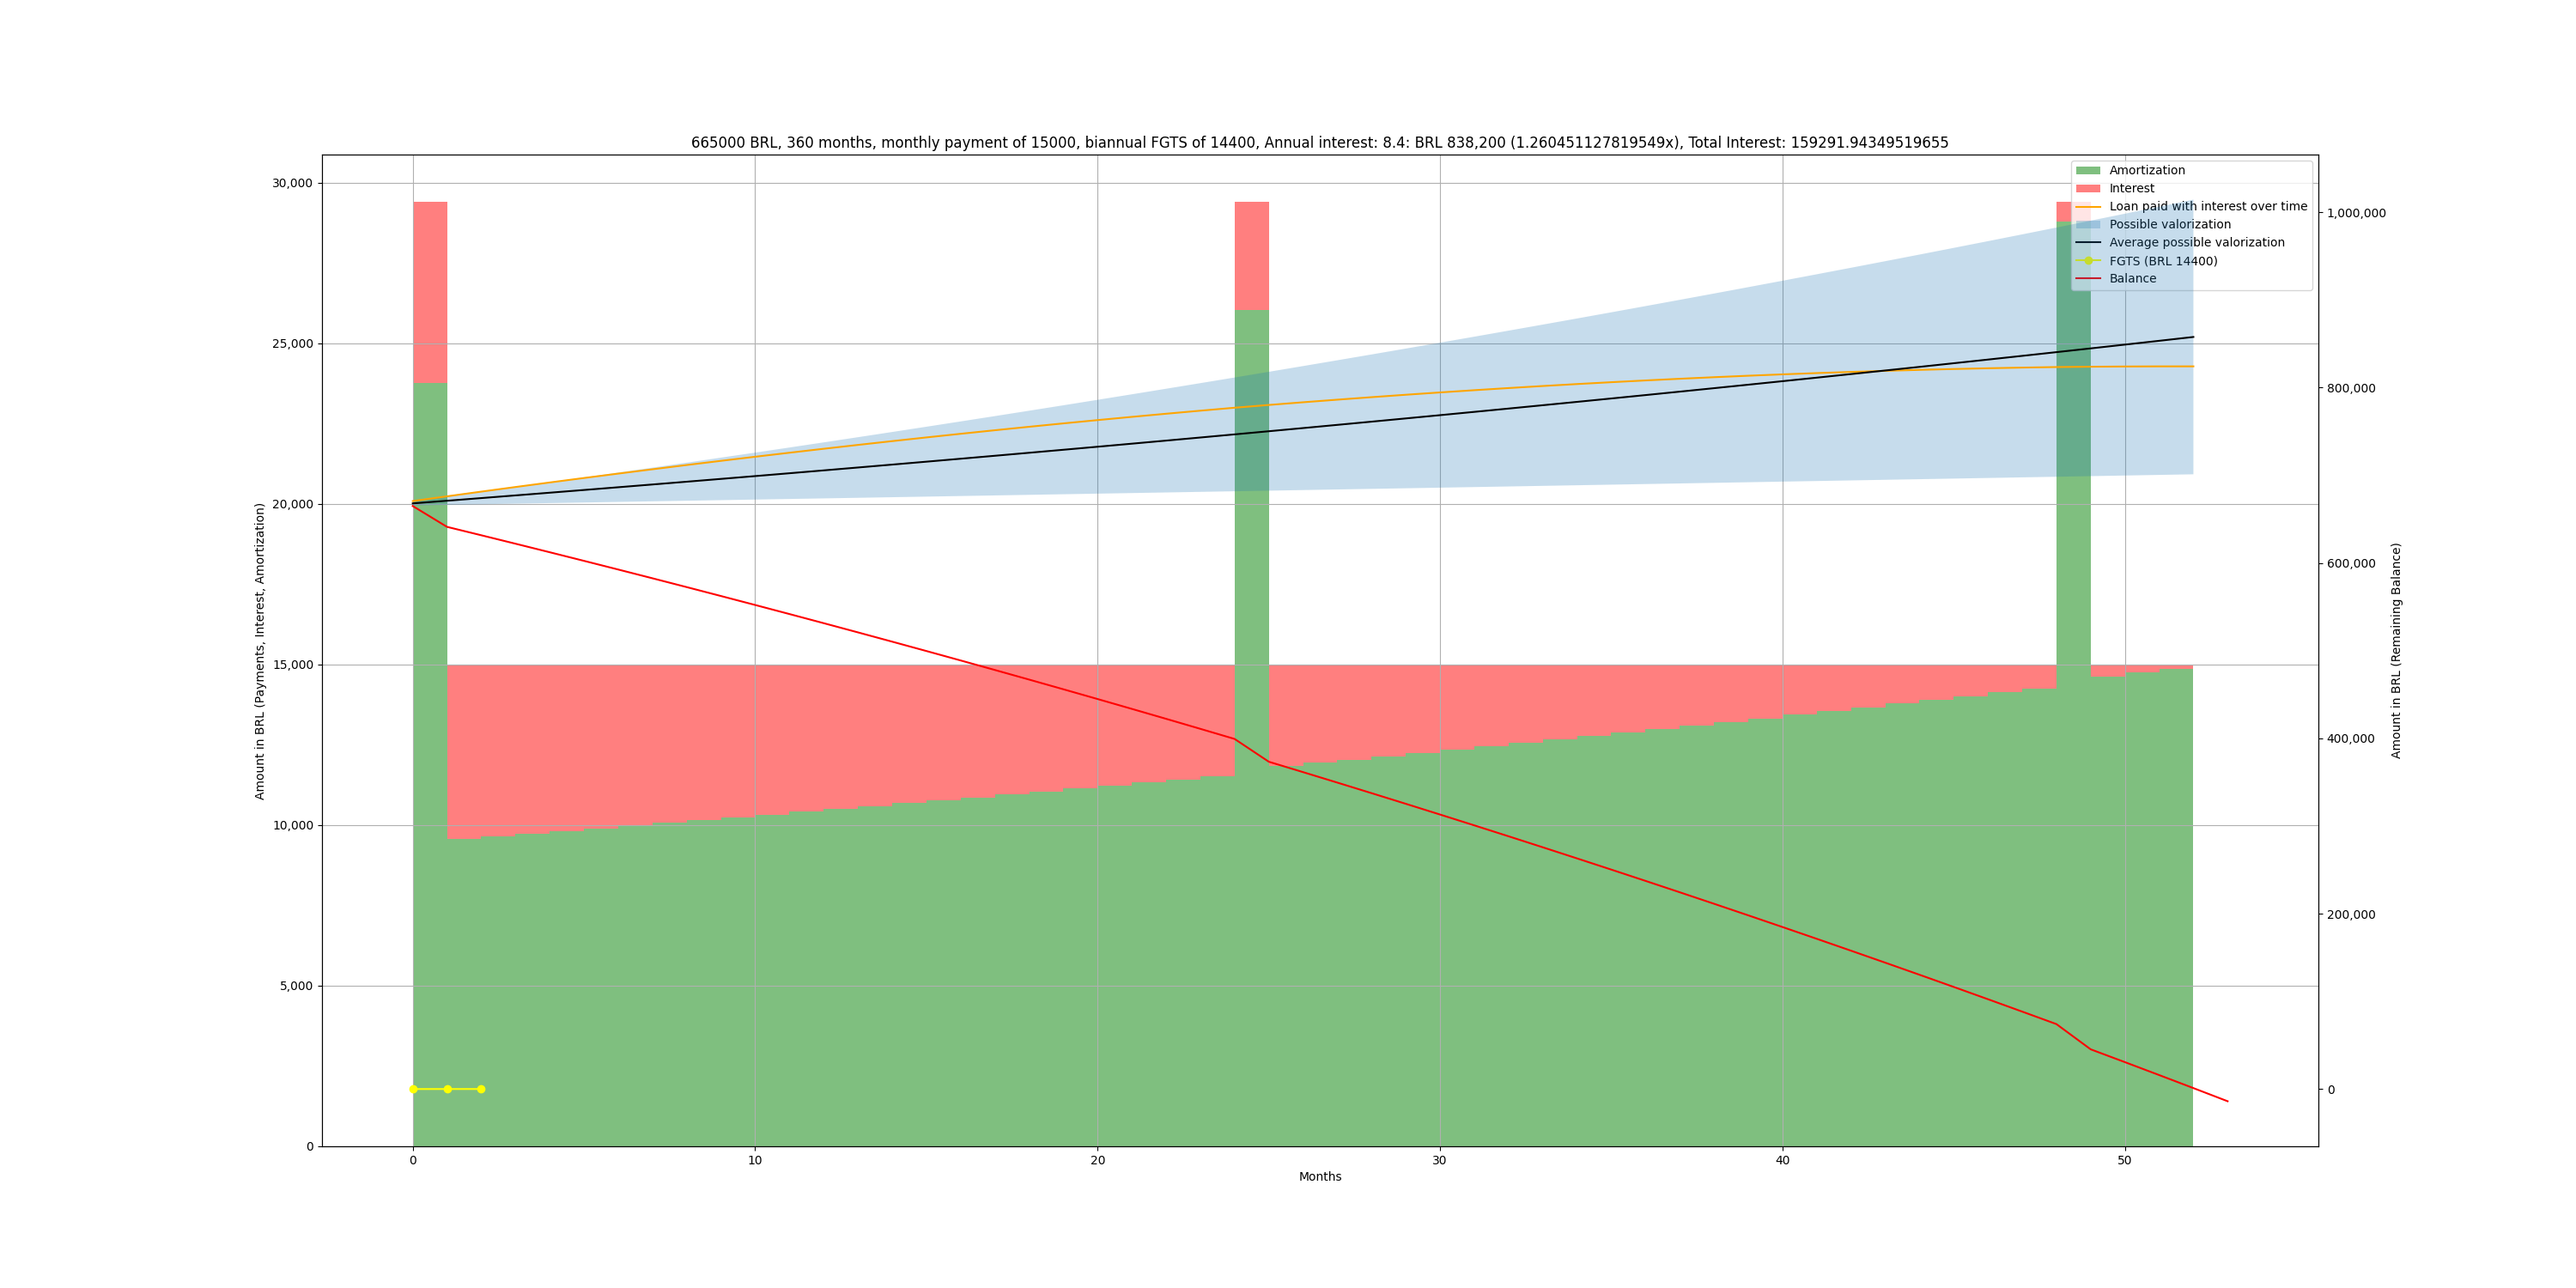 665000 BRL, 360 months, monthly payment of 15000, biannual FGTS of 14400, Annual interest: 8.4: BRL 838,200 (1.260451127819549x), Total Interest: 159291.94349519655
Amount in BRL (Payments, Interest, Amortization)
30,000
25,000
20,000
15,000
10,000
5,000
0
Amortization
Interest
Loan paid with interest over time
Possible valorization
Average possible valorization
FGTS (BRL 14400)
Balance
1,000,000
800,000
600,000
400,000
200,000
0
Amount in BRL (Remaining Balance)
0 10 20 30 40 50
Months